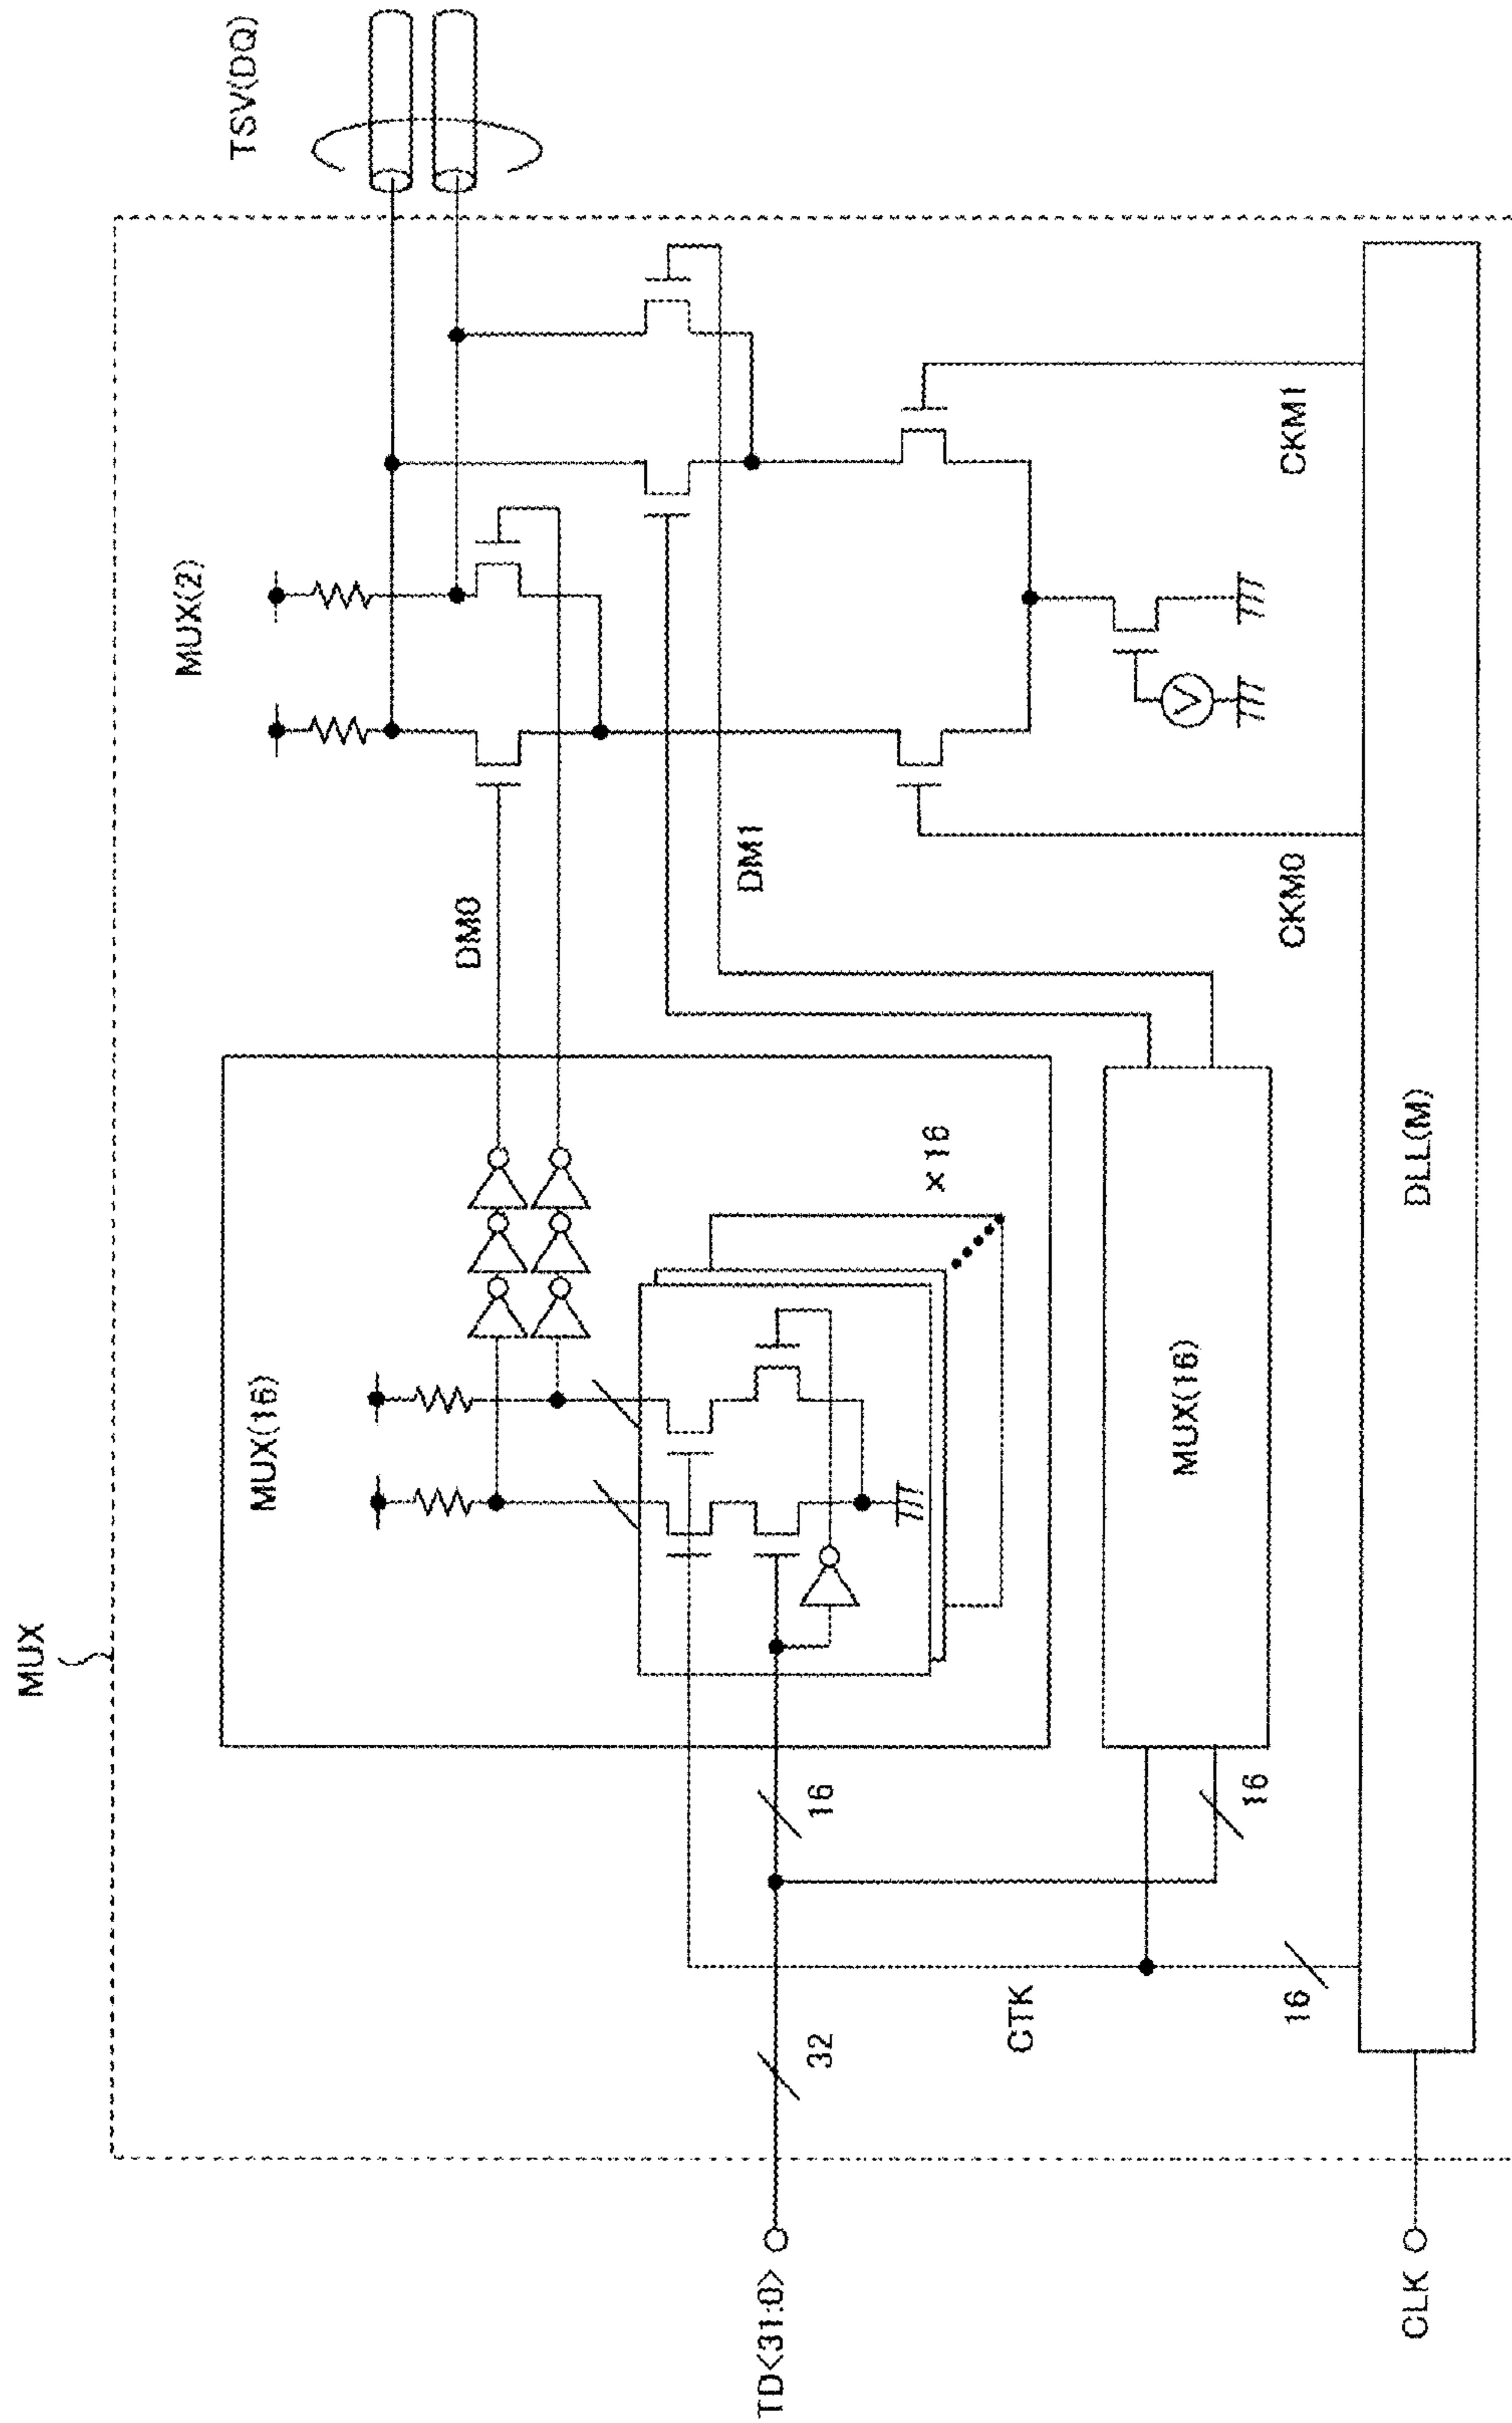 MUX
TSV(DQ)
MUX(2)
MUX(16)
DM0
DM1
×16
MUX(16)
16
16
32
CTK
16
CKM0
CKM1
DLL(M)
TD<31:0>
CLK